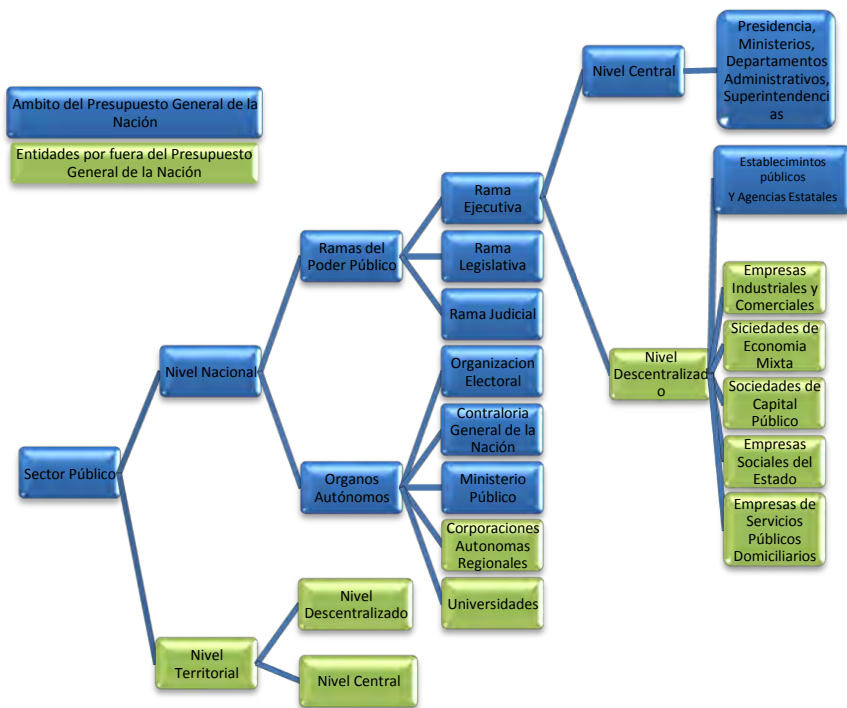 Ambito del Presupuesto General de la
Nación
Entidades por fuera del Presupuesto
General de la Nación
Sector Público
Nivel Nacional
Nivel
Territorial
Ramas del
Poder Público
Organos
Autónomos
Nivel
Descentralizado
Nivel Central
Rama
Ejecutiva
Rama
Legislativa
Rama Judicial
Organizacion
Electoral
Contraloria
General de la
Nación
Ministerio
Público
Corporaciones
Autonomas
Regionales
Universidades
Nivel Central
Nivel
Descentralizad
o
Presidencia,
Ministerios,
Departamentos
Administrativos,
Superintendenc
ias
Establecimintos
públicos
Y Agencias Estatales
Empresas
Industriales y
Comerciales
Siciedades de
Economia
Mixta
Sociedades de
Capital
Público
Empresas
Sociales del
Estado
Empresas de
Servicios
Públicos
Domiciliarios